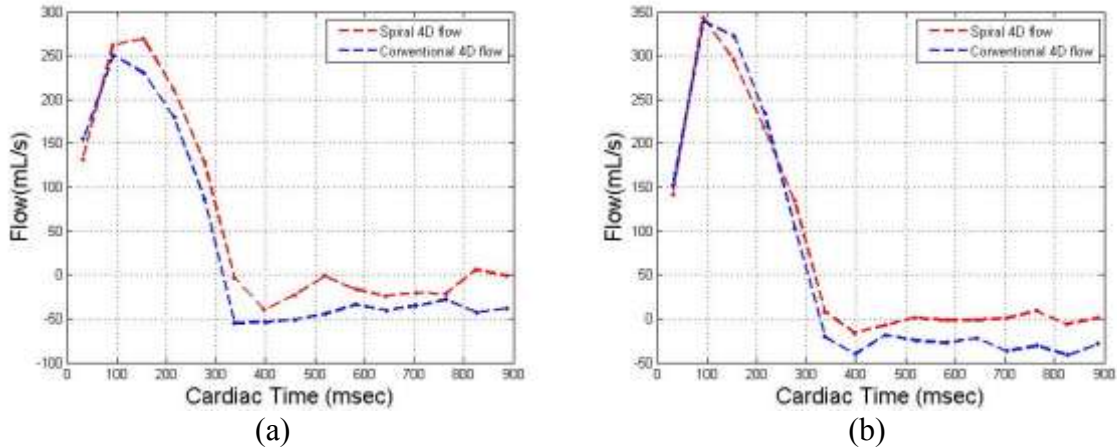 300
250
200
150
100
50
0
-50
-100
Flow(mL/s)
0 100 200 300 400 500 600 700 800 900
Cardiac Time (msec)
Spiral 4D flow
Conventional 4D flow
(a)
400
350
300
250
200
150
100
50
0
-50
Flow(mL/s)
0 100 200 300 400 500 600 700 800 900
Cardiac Time (msec)
Spiral 4D flow
Conventional 4D flow
(b)